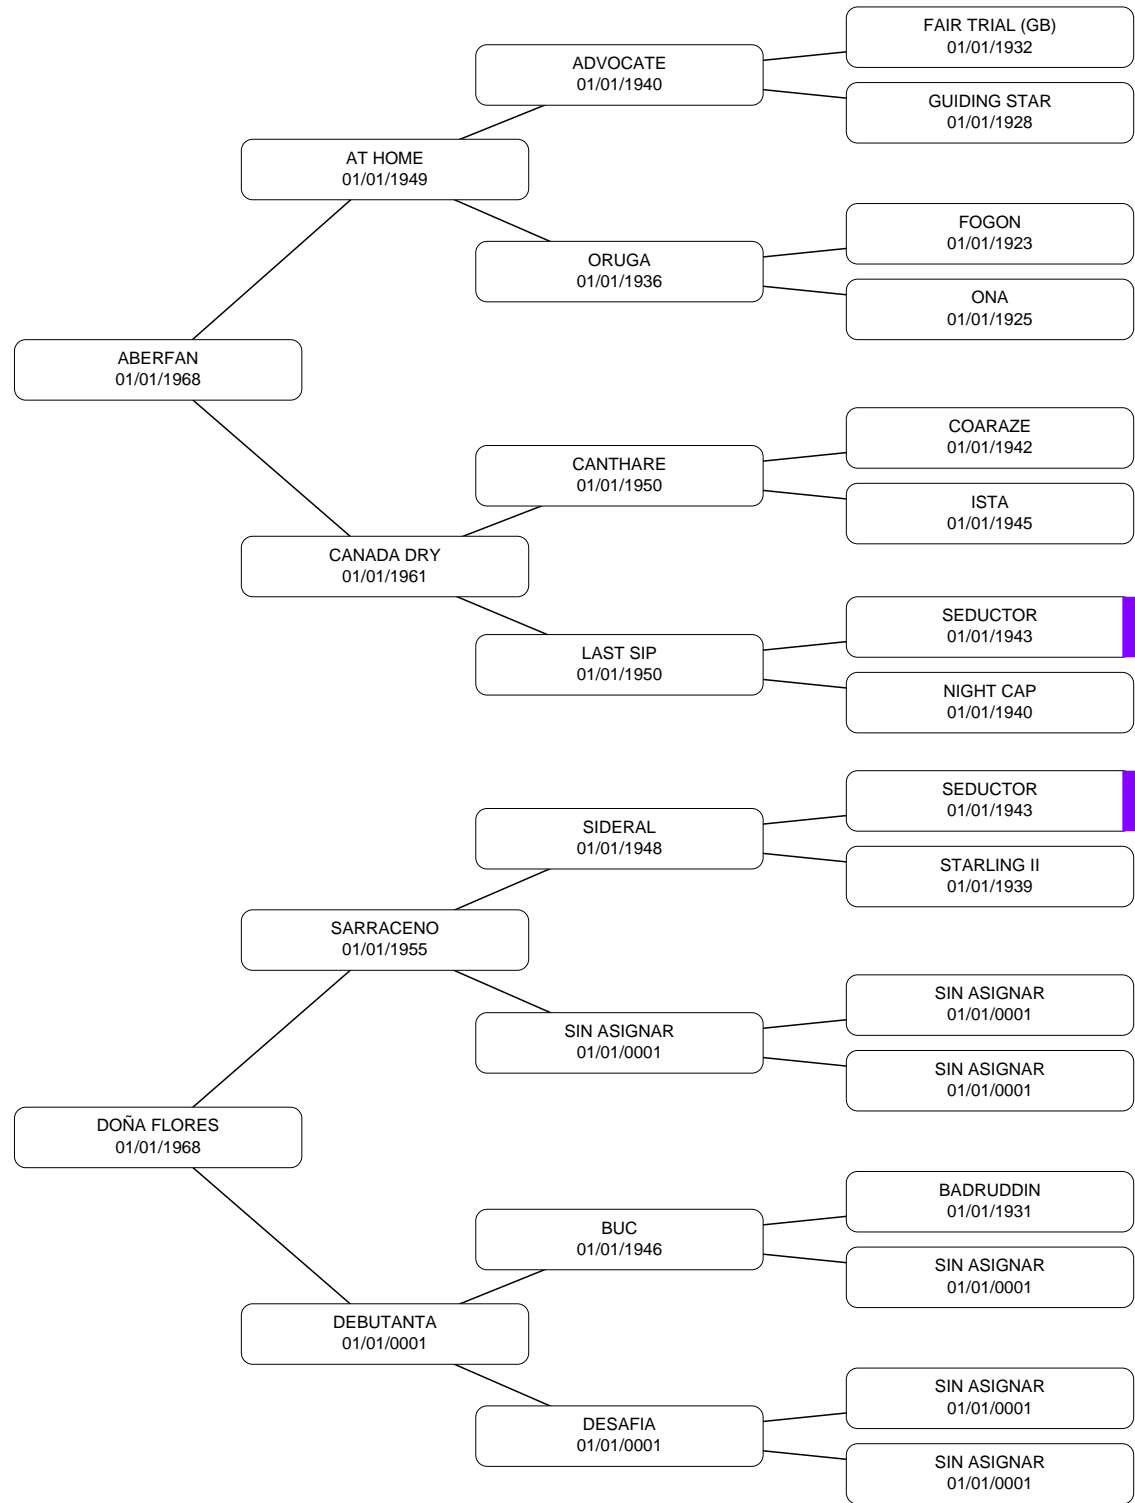 FAIR TRIAL (GB)
01/01/1932
ADVOCATE
01/01/1940
GUIDING STAR
01/01/1928
AT HOME
01/01/1949
FOGON
01/01/1923
ORUGA
01/01/1936
ONA
01/01/1925
ABERFAN
01/01/1968
COARAZE
01/01/1942
CANTHARE
01/01/1950
ISTA
01/01/1945
CANADA DRY
01/01/1961
SEDUCTOR
01/01/1943
LAST SIP
01/01/1950
NIGHT CAP
01/01/1940
SEDUCTOR
01/01/1943
SIDERAL
01/01/1948
STARLING II
01/01/1939
SARRACENO
01/01/1955
SIN ASIGNAR
01/01/0001
SIN ASIGNAR
01/01/0001
SIN ASIGNAR
01/01/0001
DOÑA FLORES
01/01/1968
BADRUDDIN
01/01/1931
BUC
01/01/1946
SIN ASIGNAR
01/01/0001
DEBUTANTA
01/01/0001
SIN ASIGNAR
01/01/0001
DESAFIA
01/01/0001
SIN ASIGNAR
01/01/0001